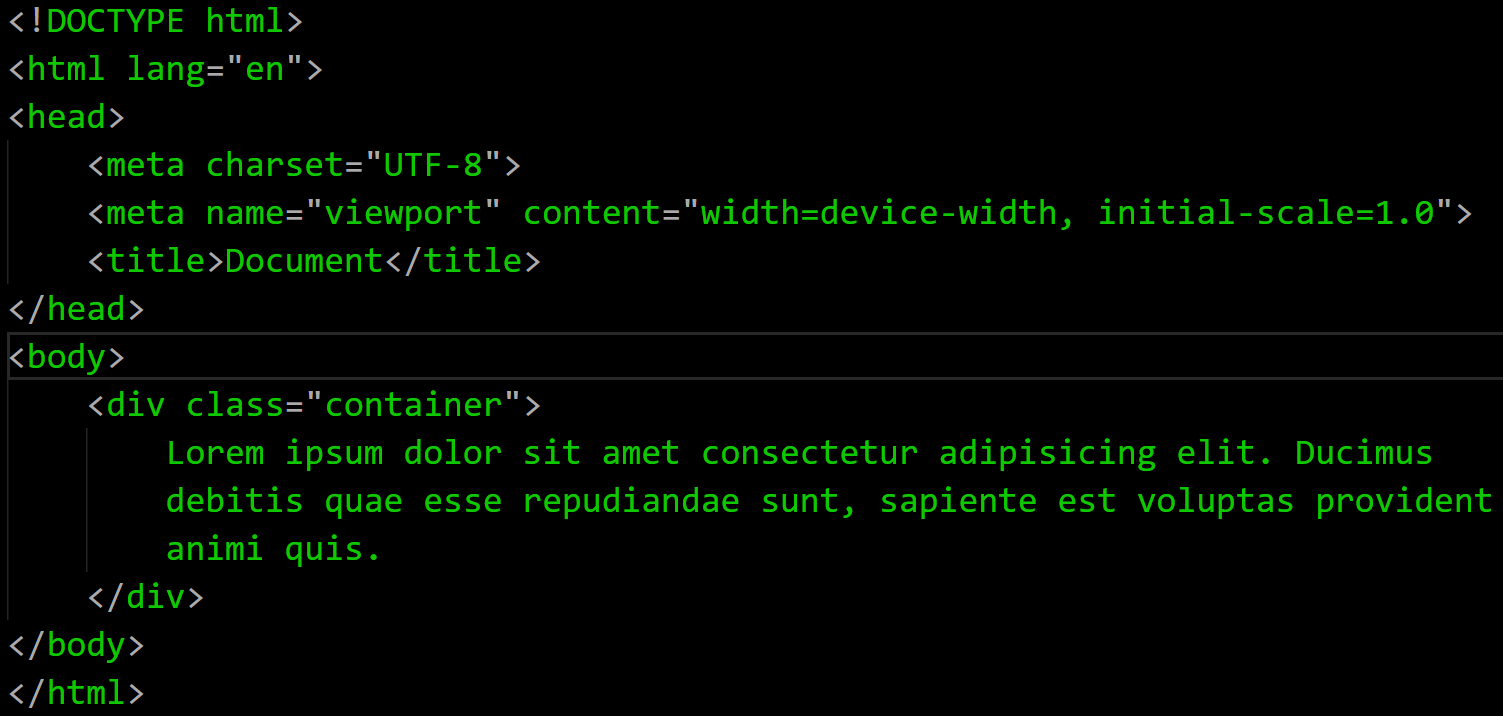 <!DOCTYPE html>
<html lang="en">
<head>
    <meta charset="UTF-8">
    <meta name="viewport" content="width=device-width, initial-scale=1.0">
    <title>Document</title>
</head>
<body>
    <div class="container">
        Lorem ipsum dolor sit amet consectetur adipisicing elit. Ducimus
        debitis quae esse repudiandae sunt, sapiente est voluptas provident
        animi quis.
    </div>
</body>
</html>